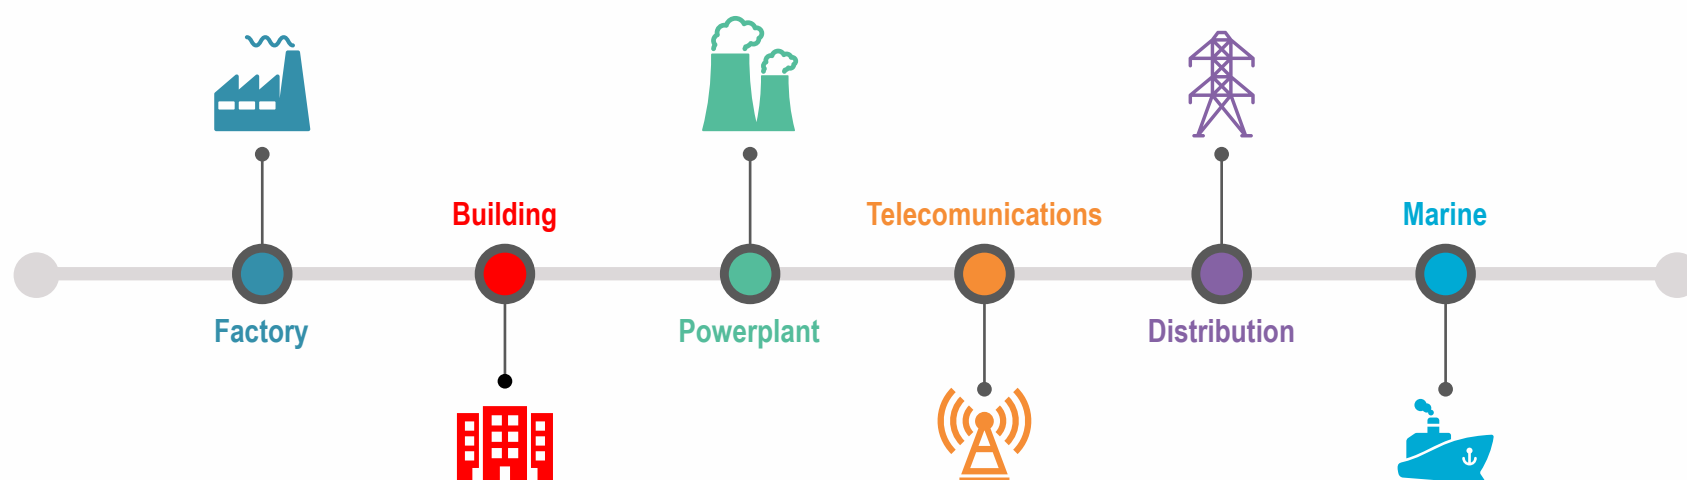 Building
Telecomunications
Marine
Factory
Powerplant
Distribution